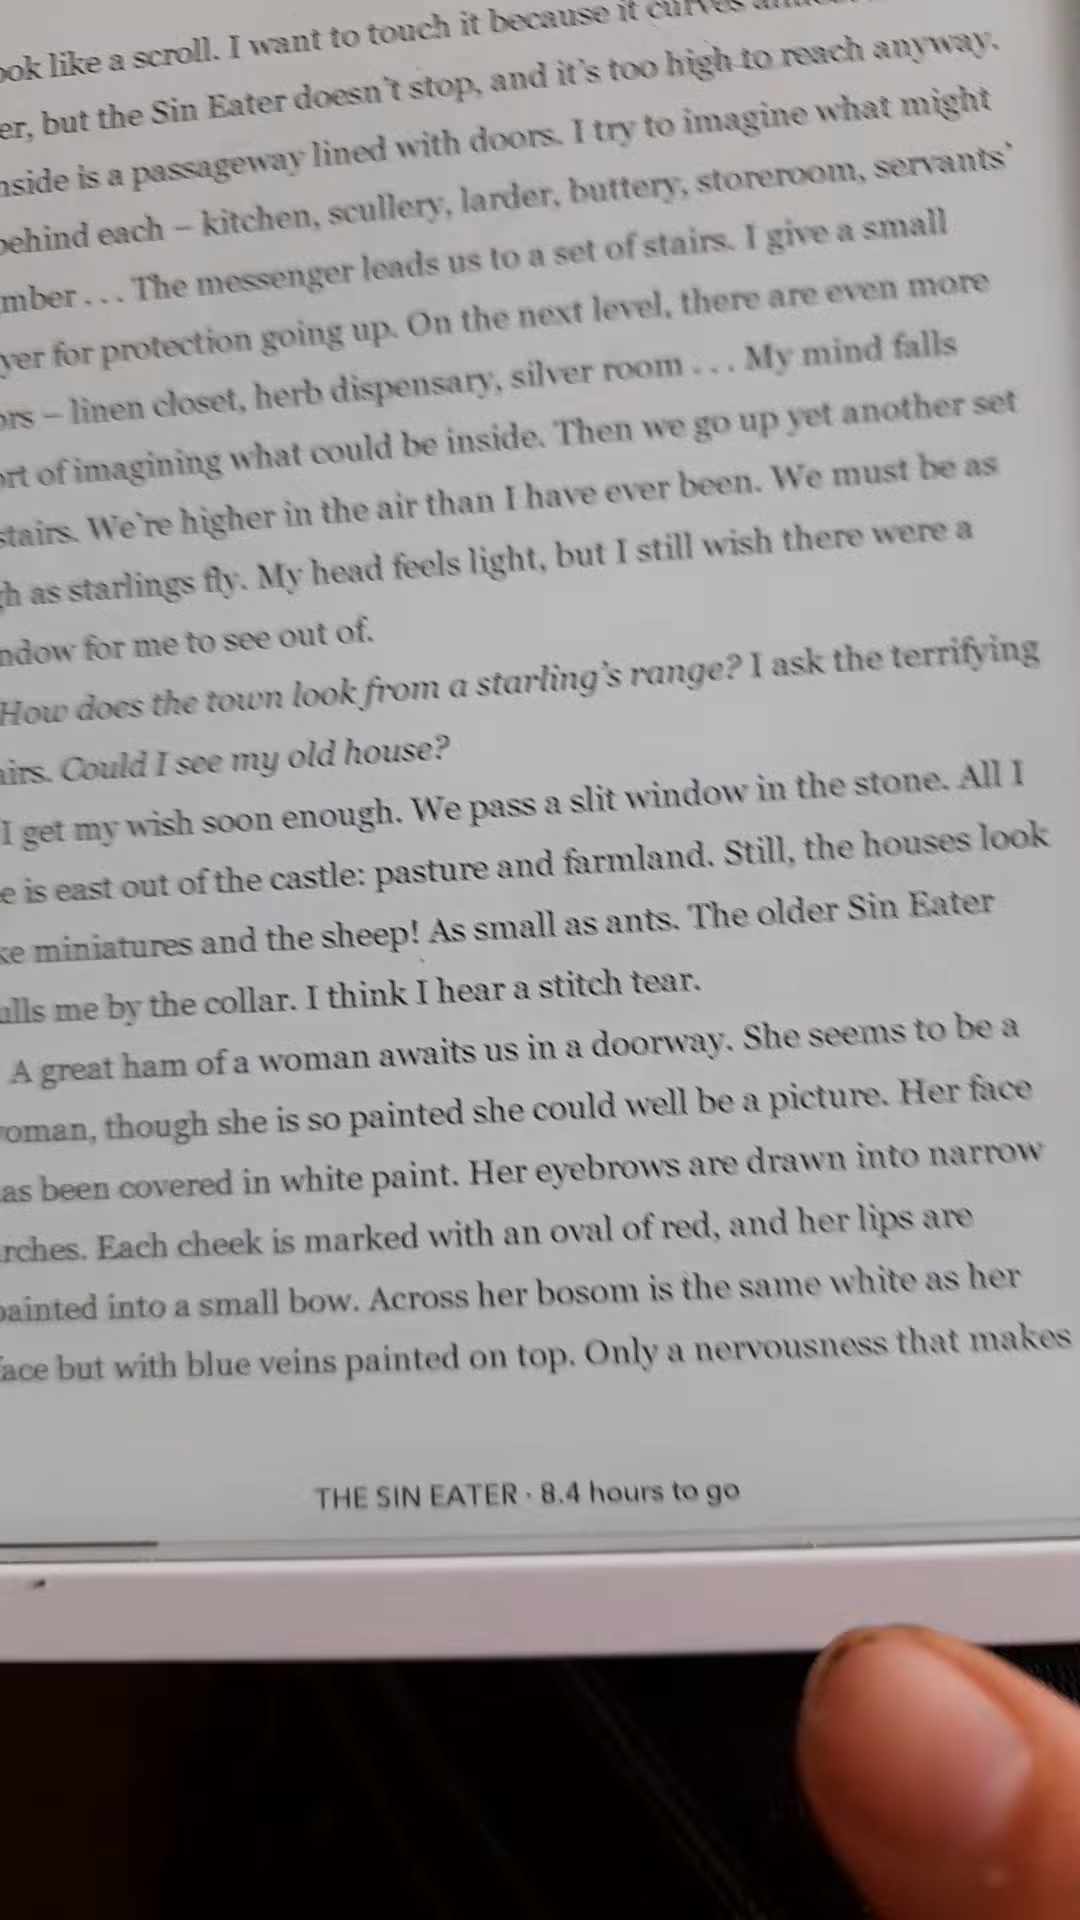 ook like a scroll. I want to touch it because it curves
er, but the Sin Eater doesn't stop, and it's too high to reach anyway.
nside is a passageway lined with doors. I try to imagine what might
behind each – kitchen, scullery, larder, buttery, storeroom, servants'
mber . . . The messenger leads us to a set of stairs. I give a small
yer for protection going up. On the next level, there are even more
ors – linen closet, herb dispensary, silver room . . . My mind falls
ort of imagining what could be inside. Then we go up yet another set
stairs. We're higher in the air than I have ever been. We must be as
gh as starlings fly. My head feels light, but I still wish there were a
ndow for me to see out of.
How does the town look from a starling's range? I ask the terrifying
airs. Could I see my old house?
I get my wish soon enough. We pass a slit window in the stone. All I
e is east out of the castle: pasture and farmland. Still, the houses look
ke miniatures and the sheep! As small as ants. The older Sin Eater
ulls me by the collar. I think I hear a stitch tear.
A great ham of a woman awaits us in a doorway. She seems to be a
woman, though she is so painted she could well be a picture. Her face
as been covered in white paint. Her eyebrows are drawn into narrow
rches. Each cheek is marked with an oval of red, and her lips are
painted into a small bow. Across her bosom is the same white as her
face but with blue veins painted on top. Only a nervousness that makes
THE SIN EATER · 8.4 hours to go